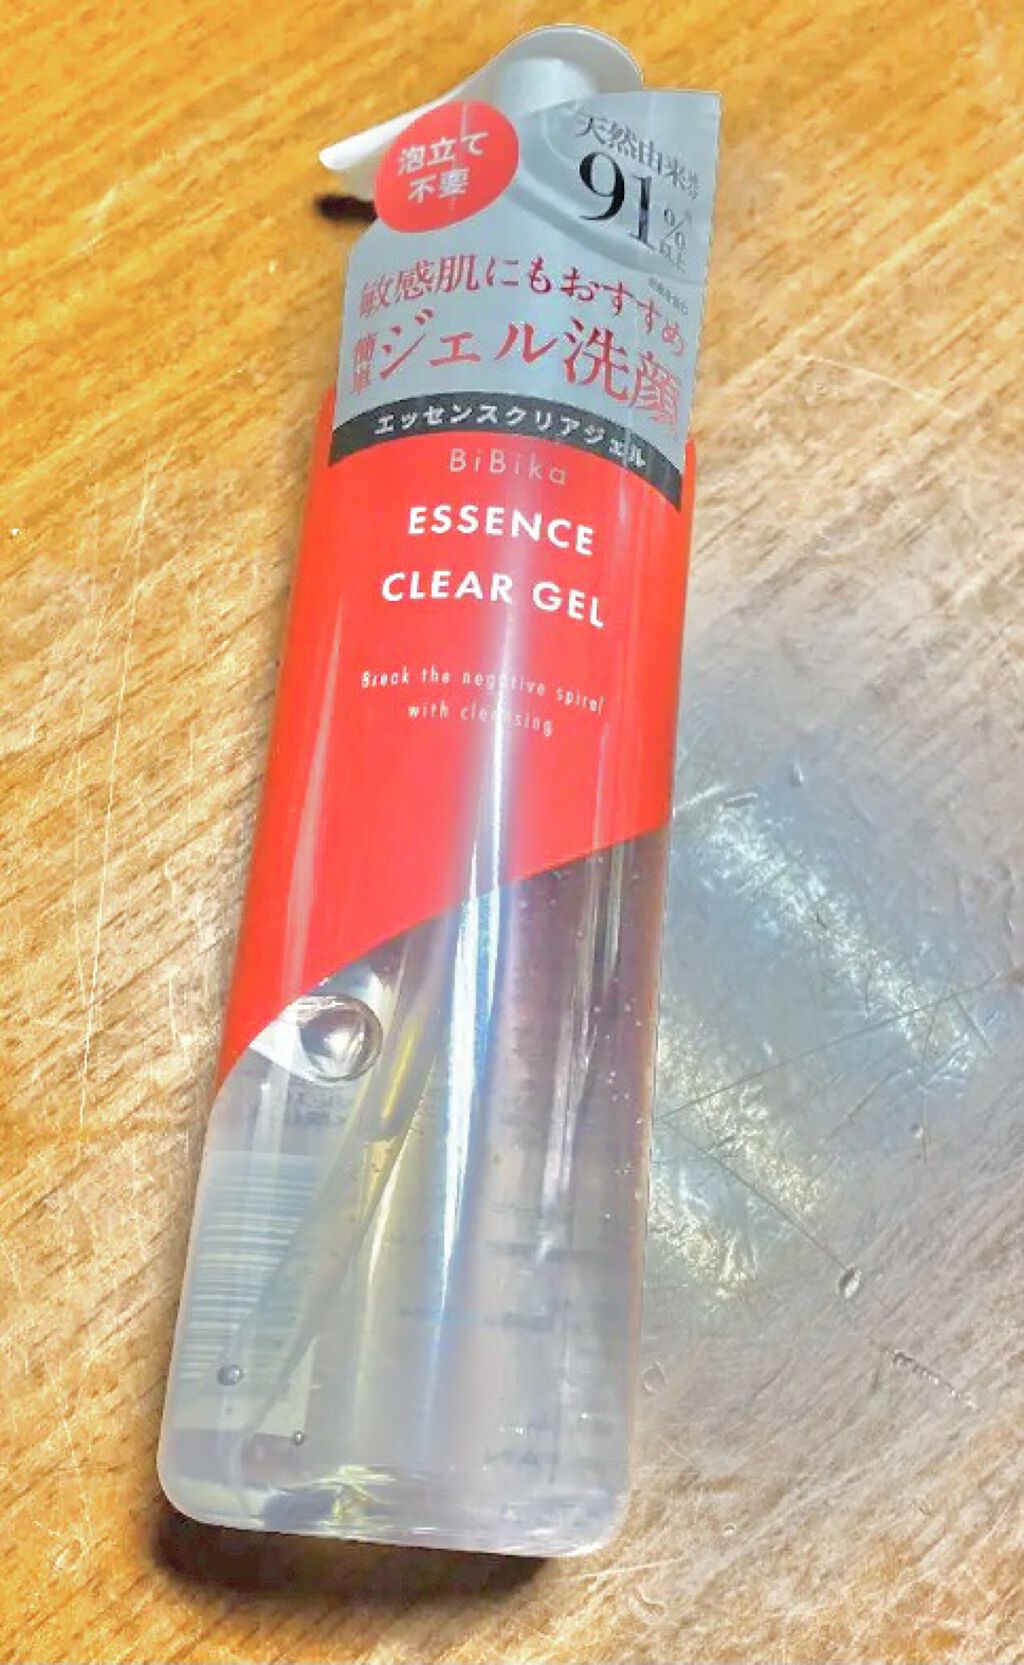 泡立て
不要
天然由来
91%
以上
敏感肌にもおすすめ
簡単ジェル洗顔
エッセンスクリアジェル
BiBika
ESSENCE
CLEAR GEL
Break the negative spiral
with cleansing